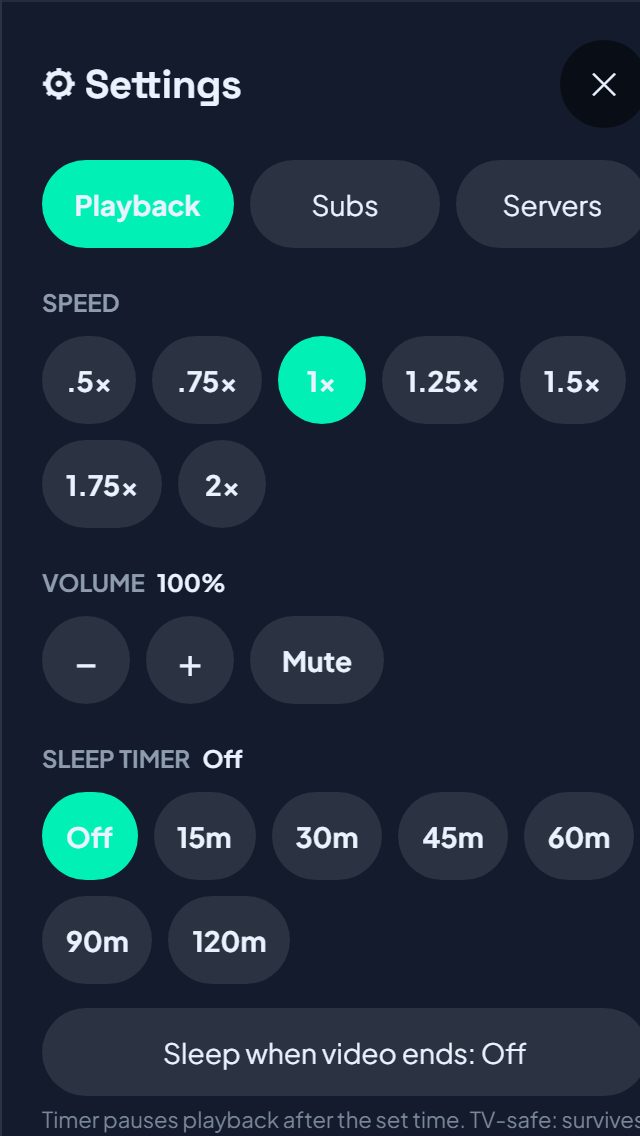 ⚙ Settings ×
Playback Subs Servers
SPEED
.5× .75× 1× 1.25× 1.5×
1.75× 2×
VOLUME 100%
− + Mute
SLEEP TIMER Off
Off 15m 30m 45m 60m
90m 120m
Sleep when video ends: Off
Timer pauses playback after the set time. TV-safe: survives